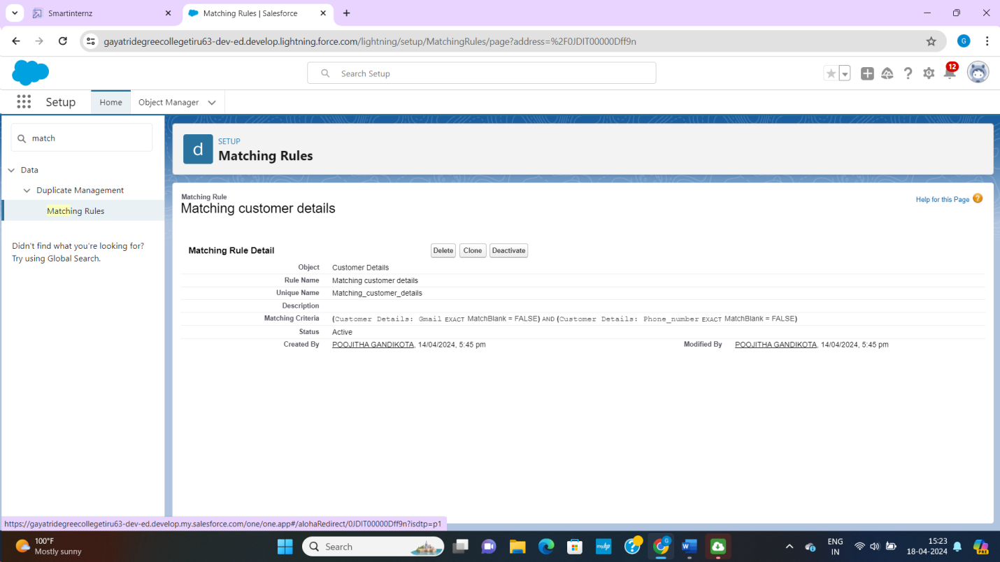 Smartinternz
Matching Rules | Salesforce
gayatridegreecollegetiru63-dev-ed.develop.lightning.force.com/lightning/setup/MatchingRules/page?address=%2F0JDIT00000Dff9n
G
Search Setup
12
Setup
Home
Object Manager
match
Data
Duplicate Management
Matching Rules
Didn't find what you're looking for?
Try using Global Search.
d
SETUP
Matching Rules
Matching Rule
Matching customer details
Help for this Page ?
Matching Rule Detail
Delete Clone Deactivate
Object Customer Details
Rule Name Matching customer details
Unique Name Matching_customer_details
Description
Matching Criteria (Customer Details: Gmail EXACT MatchBlank = FALSE) AND (Customer Details: Phone_number EXACT MatchBlank = FALSE)
Status Active
Created By POOJITHA GANDIKOTA, 14/04/2024, 5:45 pm Modified By POOJITHA GANDIKOTA, 14/04/2024, 5:45 pm
https://gayatridegreecollegetiru63-dev-ed.develop.my.salesforce.com/one/one.app#/alohaRedirect/0JDIT00000Dff9n?isdtp=p1
100°F
Mostly sunny
Search
myhp
G
W
ENG
IN
15:23
18-04-2024
PRE